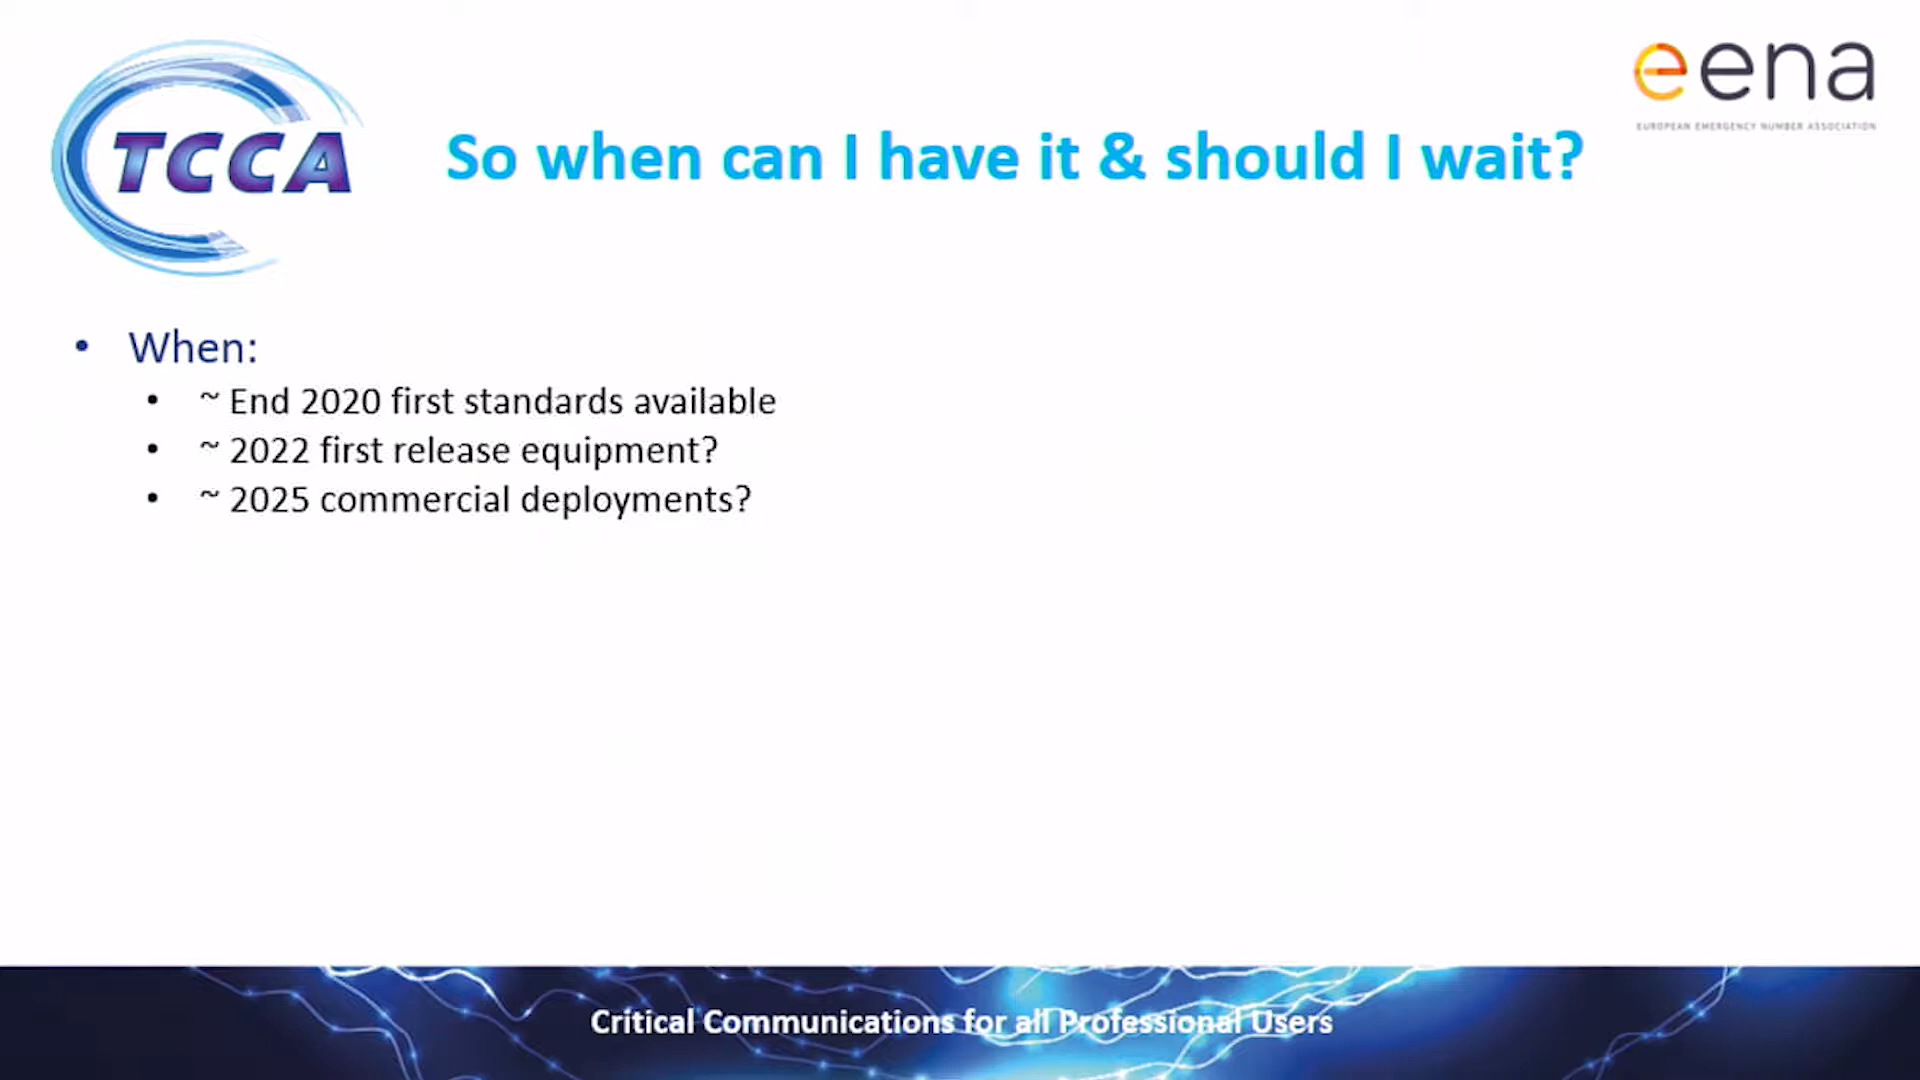 TCCA
eena
EUROPEAN EMERGENCY NUMBER ASSOCIATION
So when can I have it & should I wait?
• When:
• ~ End 2020 first standards available
• ~ 2022 first release equipment?
• ~ 2025 commercial deployments?
Critical Communications for all Professional Users